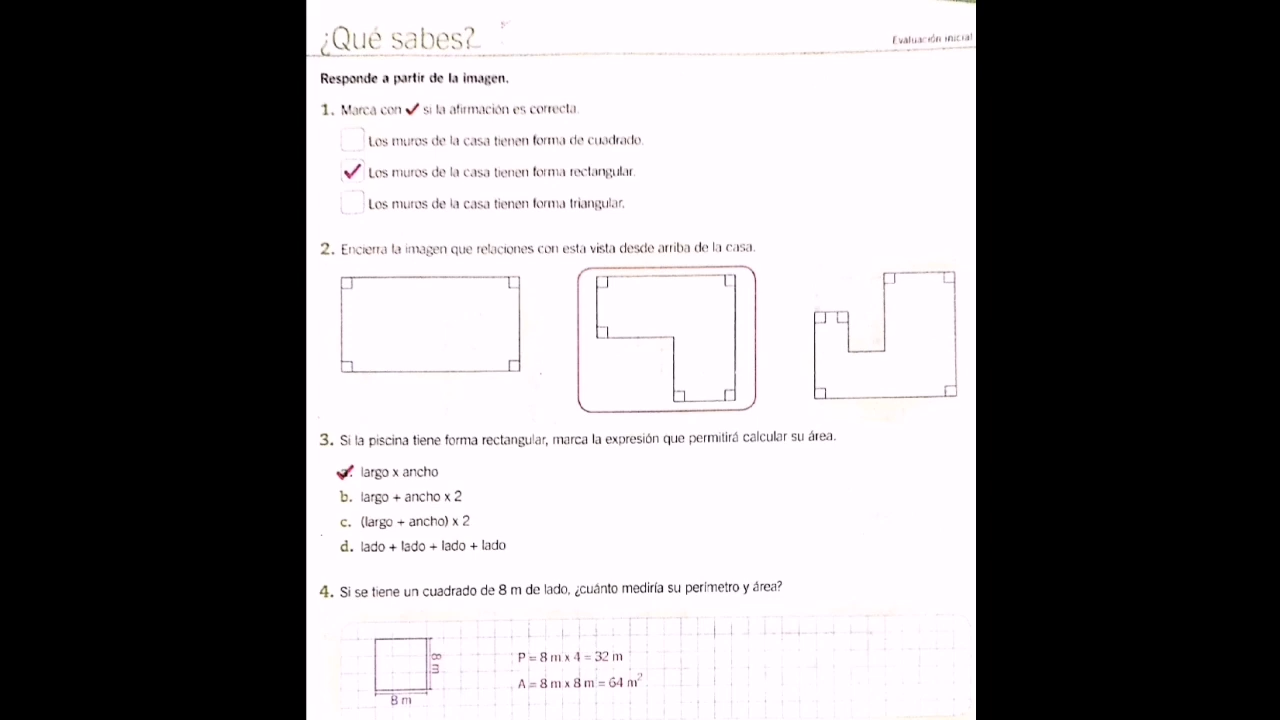 ¿Qué sabes?
Evaluación inicial
Responde a partir de la imagen.
1. Marca con ✓ si la afirmación es correcta.
Los muros de la casa tienen forma de cuadrado.
✓ Los muros de la casa tienen forma rectangular.
Los muros de la casa tienen forma triangular.
2. Encierra la imagen que relaciones con esta vista desde arriba de la casa.
3. Si la piscina tiene forma rectangular, marca la expresión que permitirá calcular su área.
a. largo x ancho
b. largo + ancho x 2
c. (largo + ancho) x 2
d. lado + lado + lado + lado
4. Si se tiene un cuadrado de 8 m de lado, ¿cuánto mediría su perímetro y área?
8 m
P = 8 m x 4 = 32 m
A = 8 m x 8 m = 64 m²
8 m